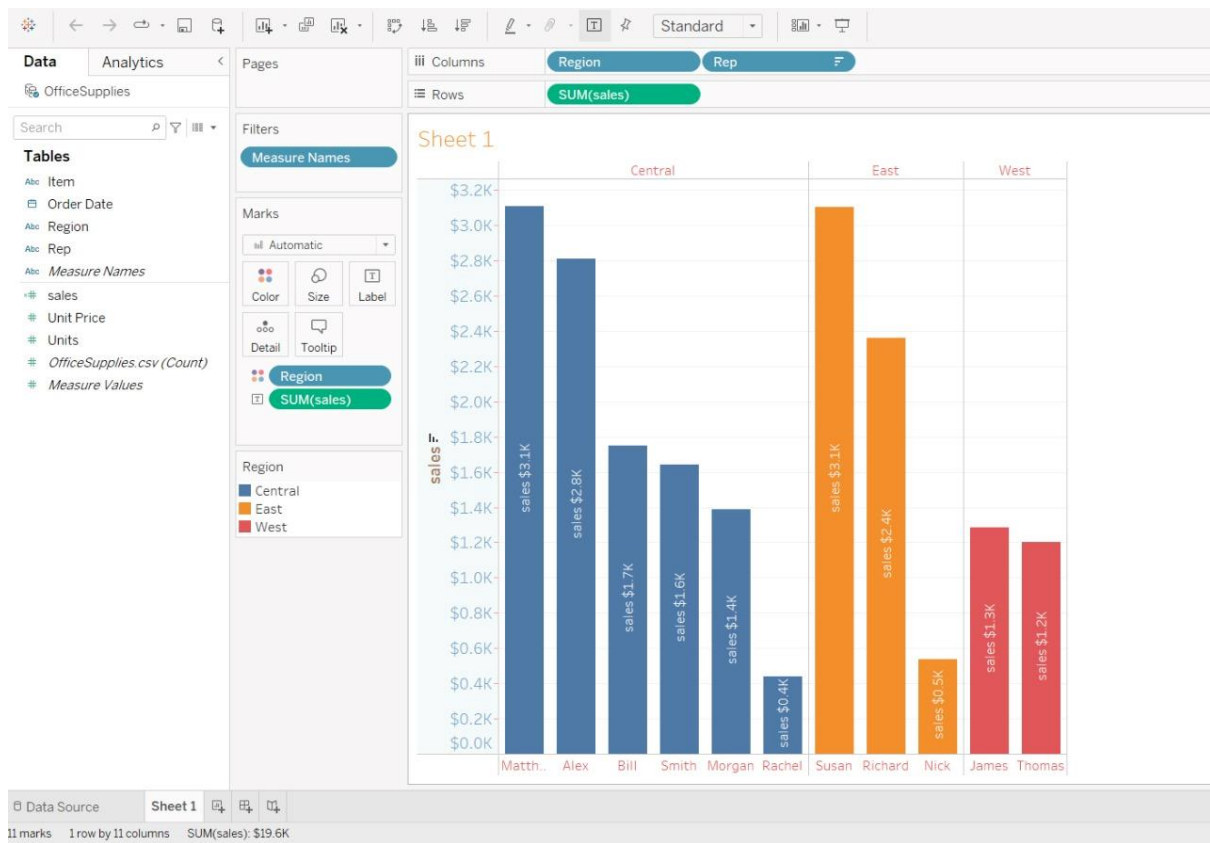 Standard
Data
Analytics
OfficeSupplies
Search
Tables
Abc Item
Order Date
Abc Region
Abc Rep
Abc Measure Names
sales
Unit Price
Units
OfficeSupplies.csv (Count)
Measure Values
Pages
Filters
Measure Names
Marks
Automatic
Color
Size
Label
Detail
Tooltip
Region
SUM(sales)
Region
Central
East
West
Columns
Region
Rep
Rows
SUM(sales)
Sheet 1
Central
East
West
sales
$3.2K
$3.0K
$2.8K
$2.6K
$2.4K
$2.2K
$2.0K
$1.8K
$1.6K
$1.4K
$1.2K
$1.0K
$0.8K
$0.6K
$0.4K
$0.2K
$0.0K
sales $3.1K
sales $2.8K
sales $1.7K
sales $1.6K
sales $1.4K
sales $0.4K
sales $3.1K
sales $2.4K
sales $0.5K
sales $1.3K
sales $1.2K
Matth..
Alex
Bill
Smith
Morgan
Rachel
Susan
Richard
Nick
James
Thomas
Data Source
Sheet 1
11 marks
1 row by 11 columns
SUM(sales): $19.6K